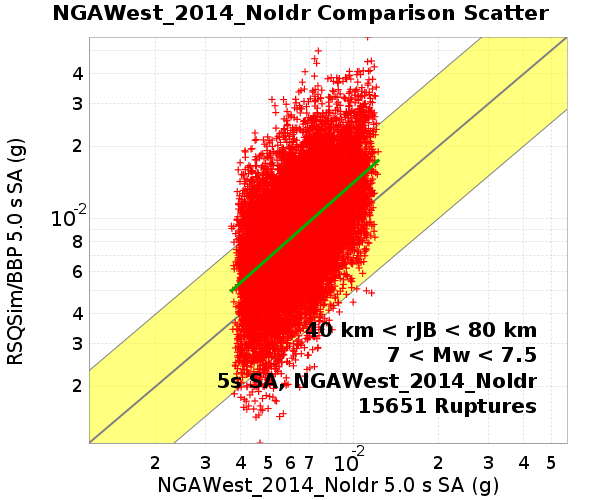 NGAWest_2014_NoIdr Comparison Scatter
RSQSim/BBP 5.0 s SA (g)
4
3
2
10-2
8
6
4
3
2
40 km < rJB < 80 km
7 < Mw < 7.5
5s SA, NGAWest_2014_NoIdr
15651 Ruptures
2 3 4 5 6 7 10-2 2 3 4 5
NGAWest_2014_NoIdr 5.0 s SA (g)